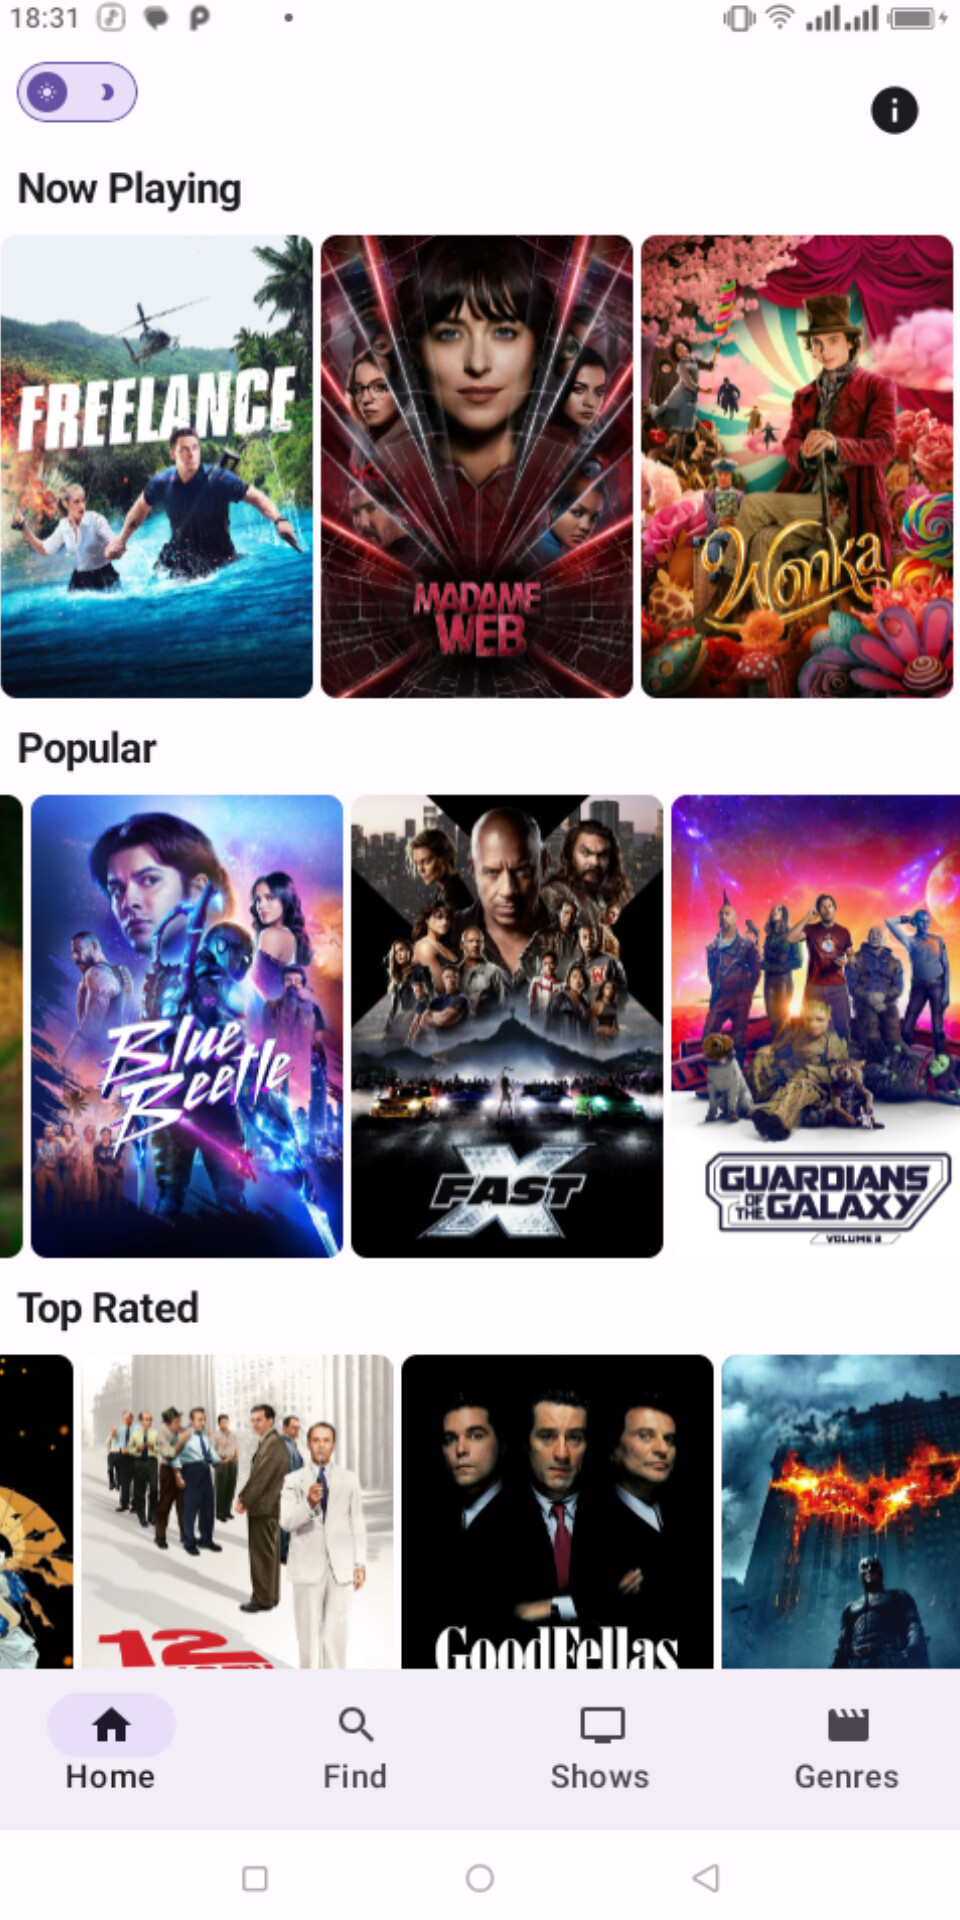 18:31
Now Playing
FREELANCE
MADAME
WEB
Wonka
Popular
Blue
Beetle
FAST
X
GUARDIANS
OF THE GALAXY
VOLUME 3
Top Rated
12
GoodFellas
Home
Find
Shows
Genres